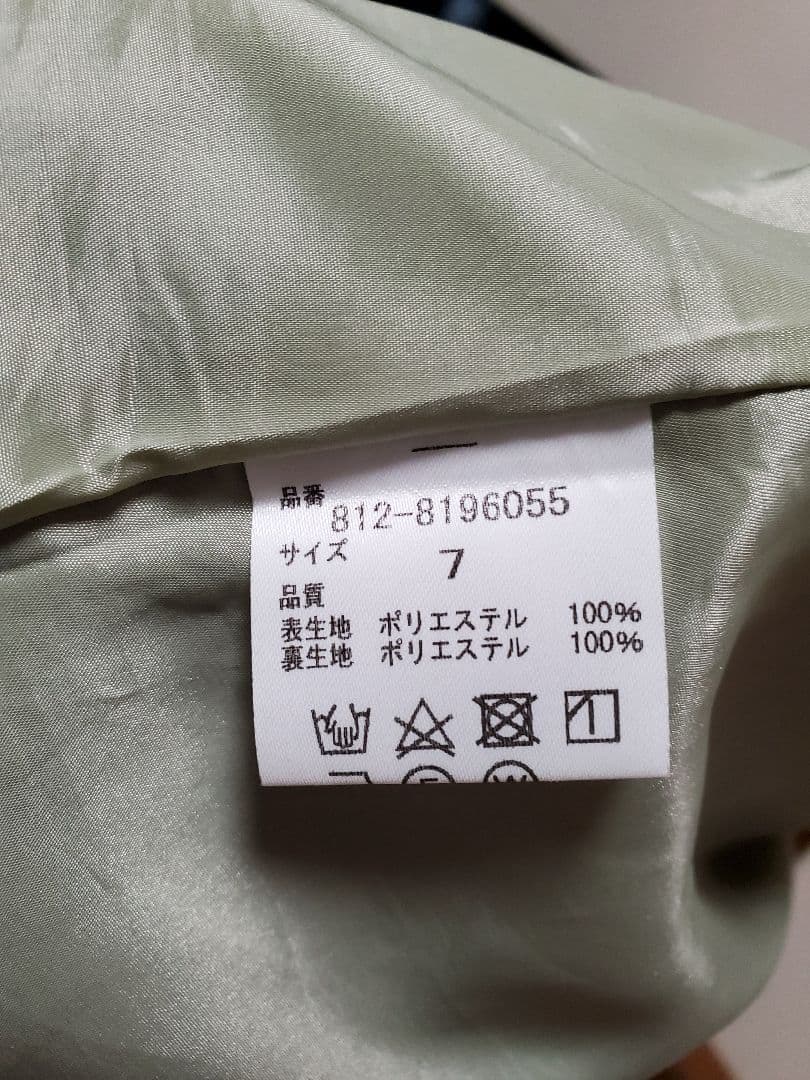 品番
812-8196055
サイズ
7
品質
表生地 ポリエステル 100%
裏生地 ポリエステル 100%